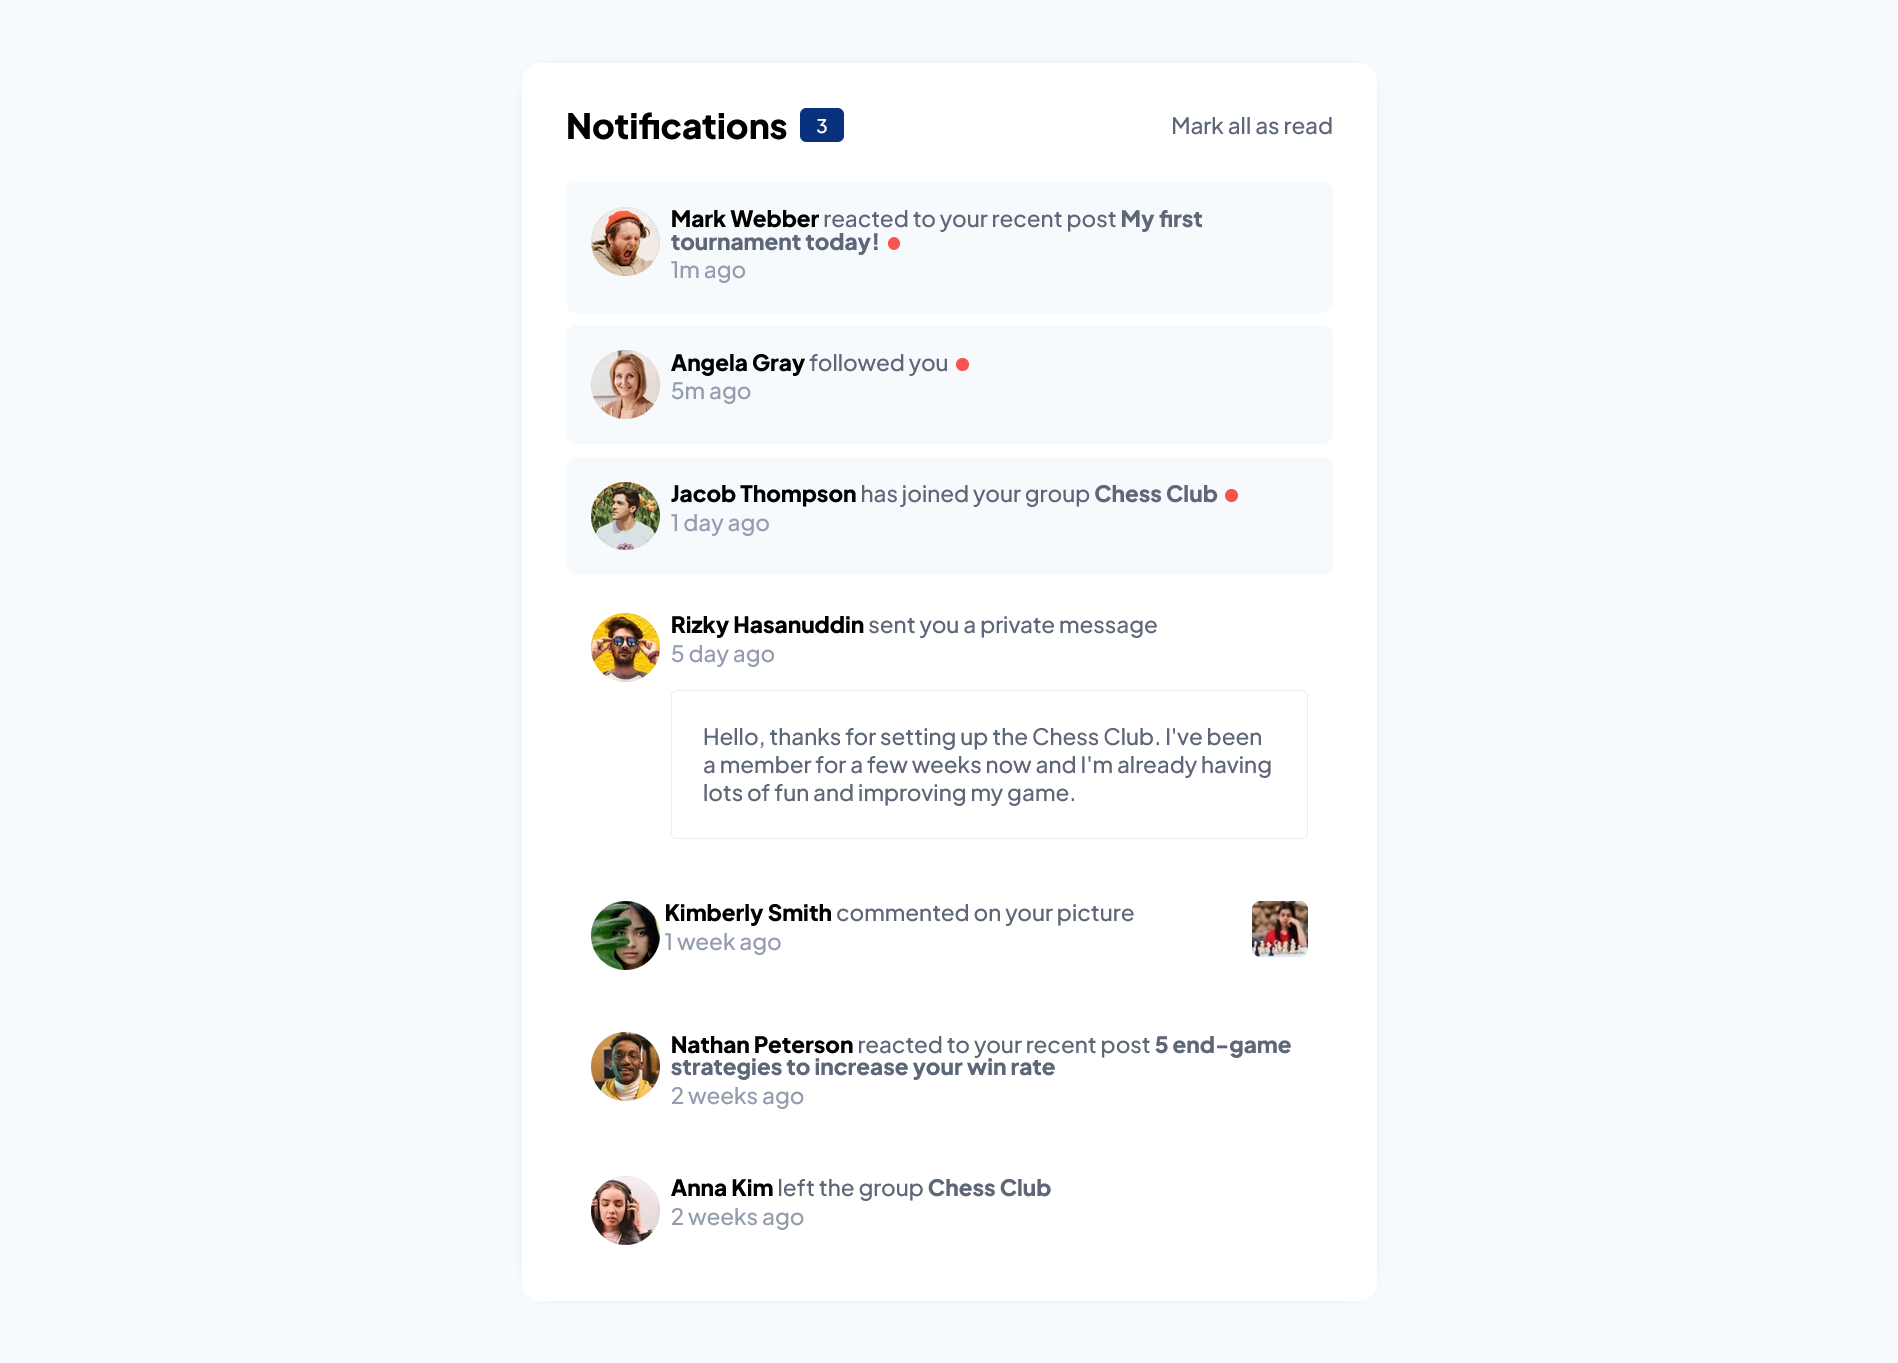 Notifications 3
Mark all as read
Mark Webber reacted to your recent post My first
tournament today!
1m ago
Angela Gray followed you
5m ago
Jacob Thompson has joined your group Chess Club
1 day ago
Rizky Hasanuddin sent you a private message
5 day ago
Hello, thanks for setting up the Chess Club. I've been
a member for a few weeks now and I'm already having
lots of fun and improving my game.
Kimberly Smith commented on your picture
1 week ago
Nathan Peterson reacted to your recent post 5 end-game
strategies to increase your win rate
2 weeks ago
Anna Kim left the group Chess Club
2 weeks ago